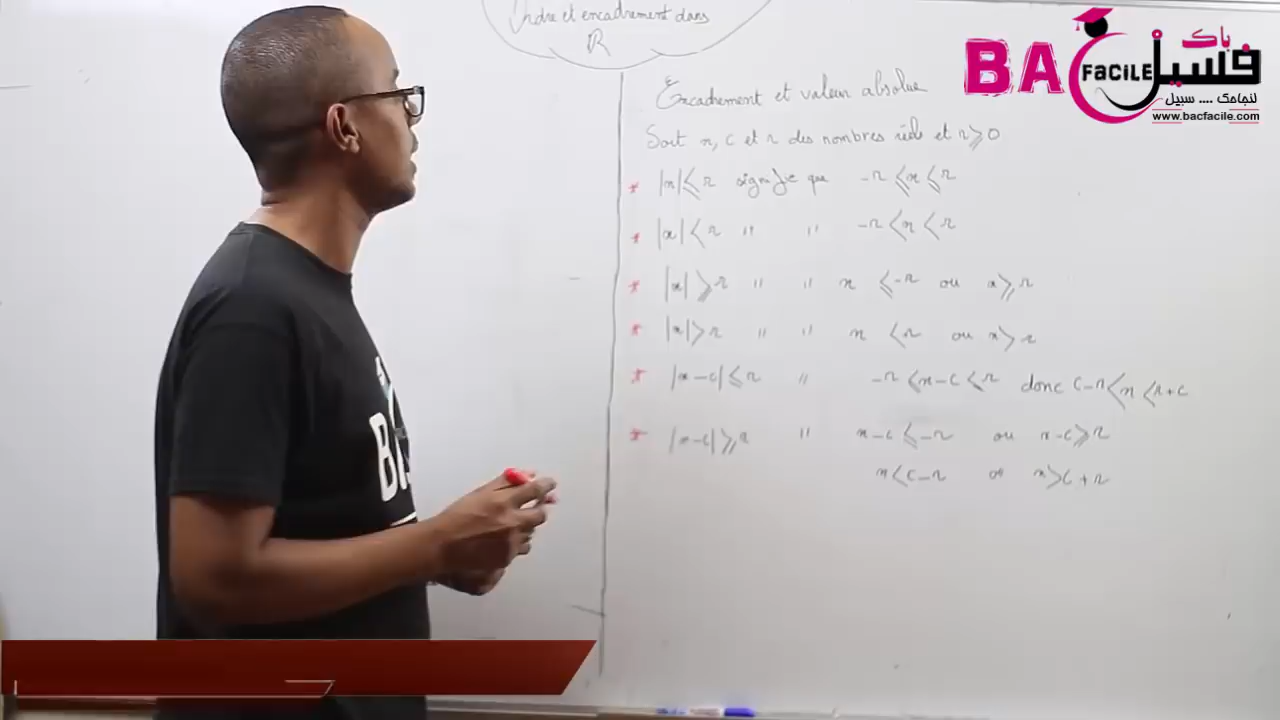 Ordre et encadrement dans
ℝ
BAC FACILE باك فسيل
لنجاحك .... سبيل
www.bacfacile.com
Encadrement et valeur absolue
Soit x, c et r des nombres réels et r ⩾ 0
* |x| ⩽ r signifie que -r ⩽ x ⩽ r
* |x| < r " " -r < x < r
* |x| ⩾ r " " x ⩽ -r ou x ⩾ r
* |x| > r " " x < r ou x > r
* |x-c| ⩽ r " -r ⩽ x-c ⩽ r donc c-r < x < r+c
* |x-c| ⩾ r " x-c ⩽ -r ou x-c ⩾ r
x < c-r ou x > c+r